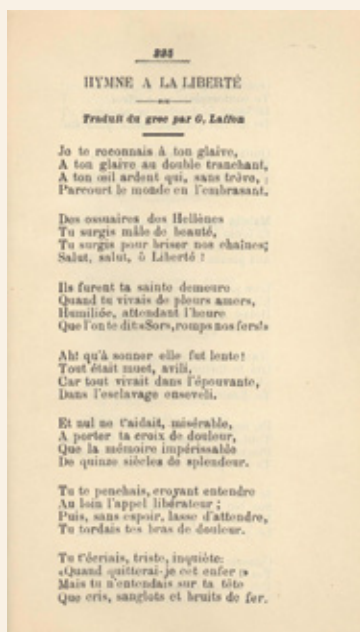 HYMNE A LA LIBERTÉ
Traduit du grec par G. Laffon
Je te reconnais à ton glaive,
A ton glaive au double tranchant,
A ton œil ardent qui, sans trêve,
Parcourt le monde en l'embrasant.
Des ossuaires des Hellènes
Tu surgis mâle de beauté,
Tu surgis pour briser nos chaînes;
Salut, salut, ô Liberté !
Ils furent ta sainte demeure
Quand tu vivais de pleurs amers,
Humiliée, attendant l'heure
Que l'on te dit:«Sors, romps nos fers!»
Ah! qu'à sonner elle fut lente!
Tout était muet, avili,
Car tout vivait dans l'épouvante,
Dans l'esclavage enseveli.
Et nul ne t'aidait, misérable,
A porter ta croix de douleur,
Que la mémoire impérissable
De quinze siècles de splendeur.
Tu te penchais, croyant entendre
Au loin l'appel libérateur ;
Puis, sans espoir, lasse d'attendre,
Tu tordais tes bras de douleur.
Tu t'écriais, triste, inquiète:
«Quand quitterai-je cet enfer ?»
Mais tu n'entendais sur ta tête
Que cris, sanglots et bruits de fer.